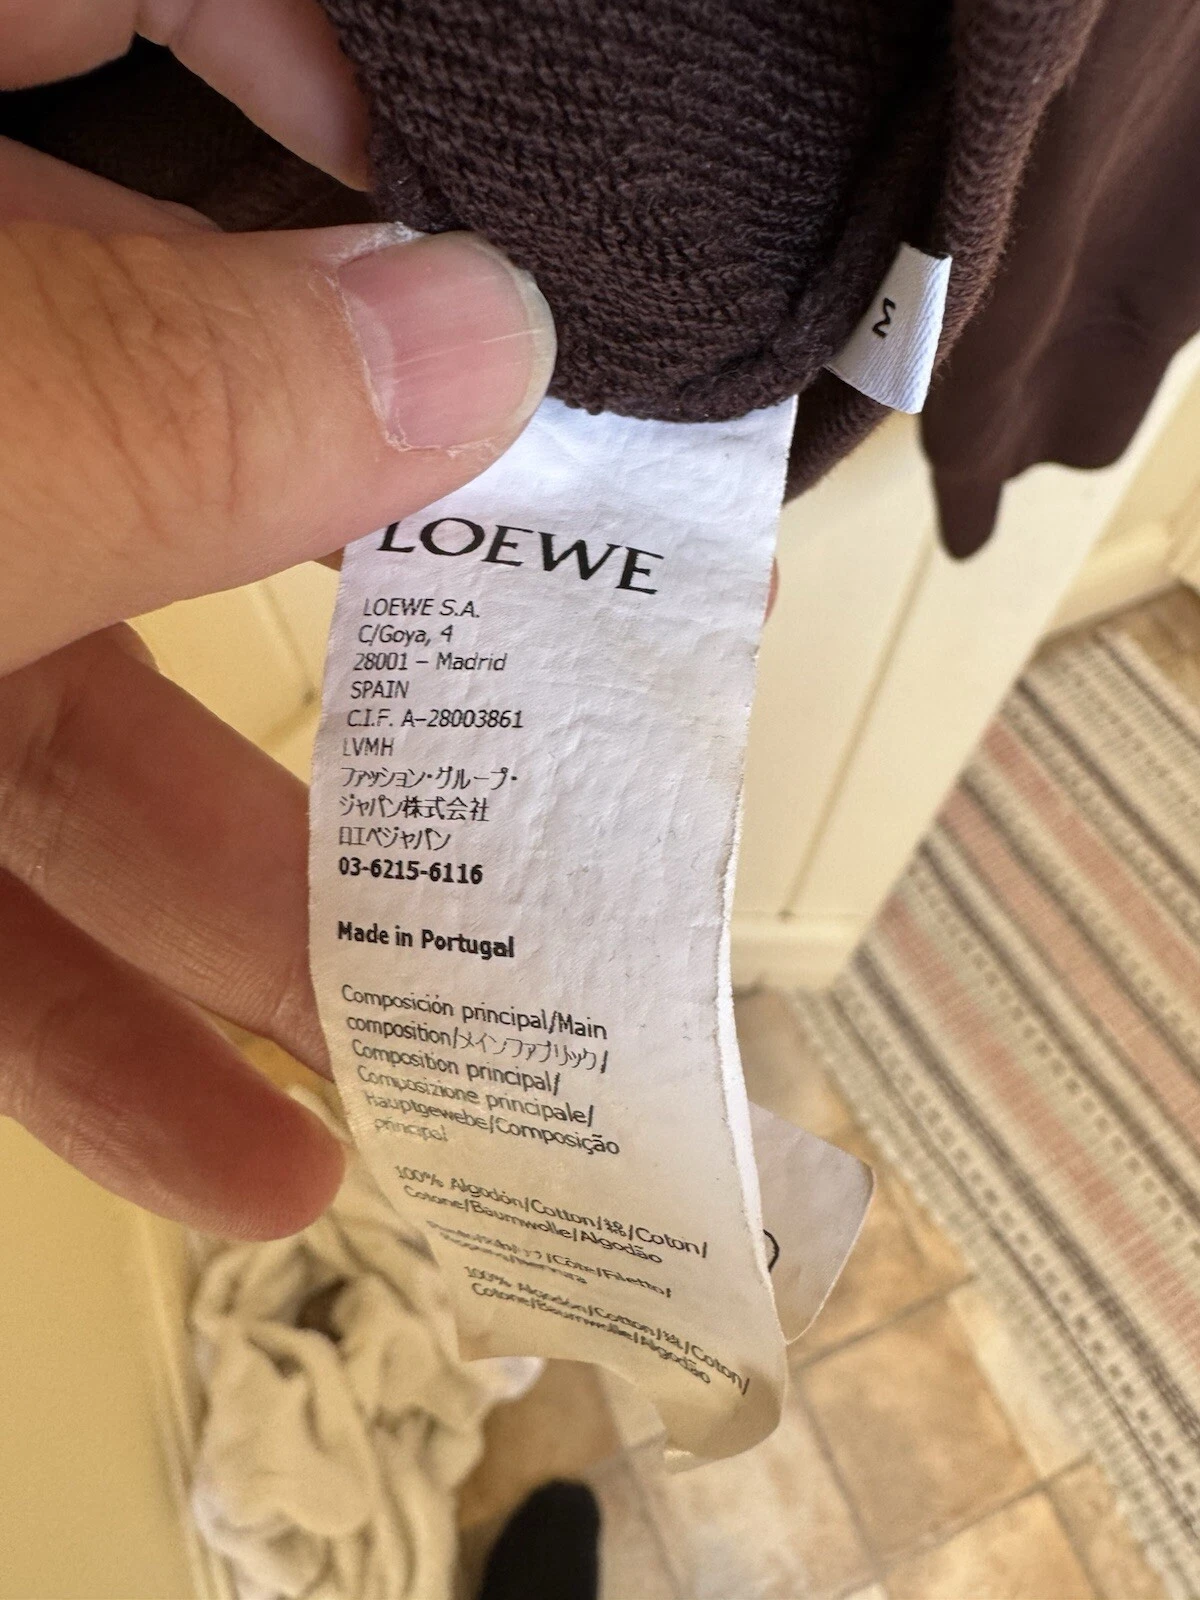 M
LOEWE
LOEWE S.A.
C/Goya, 4
28001 – Madrid
SPAIN
C.I.F. A–28003861
LVMH
ファッション・グループ・
ジャパン株式会社
ロエベジャパン
03-6215-6116
Made in Portugal
Composición principal/Main
composition/メインファブリック/
Composition principal/
Composizione principale/
Hauptgewebe/Composição
principal
100% Algodón/Cotton/綿/Coton/
Cotone/Baumwolle/Algodão
/Côte/Filetto/
100% Algodón/Cotton/綿/Coton/
Cotone/Baumwolle/Algodão